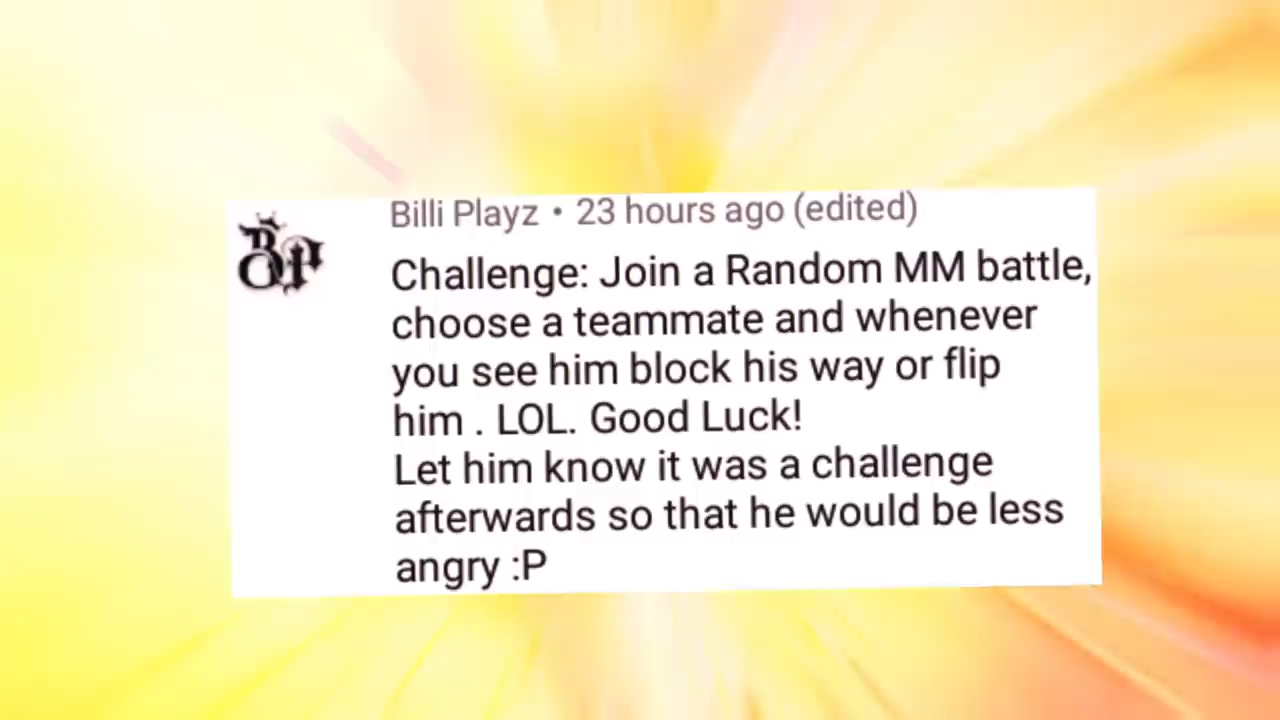 Billi Playz • 23 hours ago (edited)
Challenge: Join a Random MM battle,
choose a teammate and whenever
you see him block his way or flip
him . LOL. Good Luck!
Let him know it was a challenge
afterwards so that he would be less
angry :P